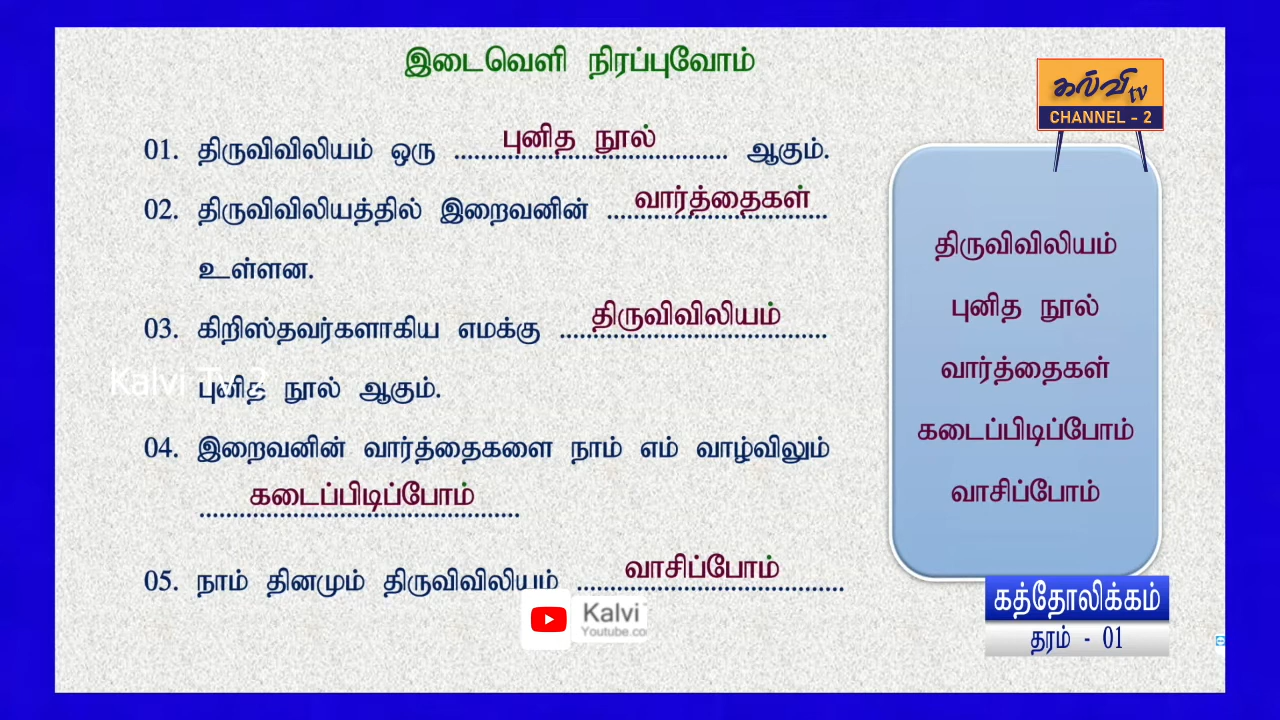 இடைவெளி நிரப்புவோம்
கல்வி tv
CHANNEL - 2
01. திருவிவிலியம் ஒரு புனித நூல் ஆகும்.
02. திருவிவிலியத்தில் இறைவனின் வார்த்தைகள்
உள்ளன.
03. கிறிஸ்தவர்களாகிய எமக்கு திருவிவிலியம்
புனித நூல் ஆகும்.
04. இறைவனின் வார்த்தைகளை நாம் எம் வாழ்விலும்
கடைப்பிடிப்போம்
05. நாம் தினமும் திருவிவிலியம் வாசிப்போம்
திருவிவிலியம்
புனித நூல்
வார்த்தைகள்
கடைப்பிடிப்போம்
வாசிப்போம்
கத்தோலிக்கம்
தரம் - 01
Kalvi
Youtube.co